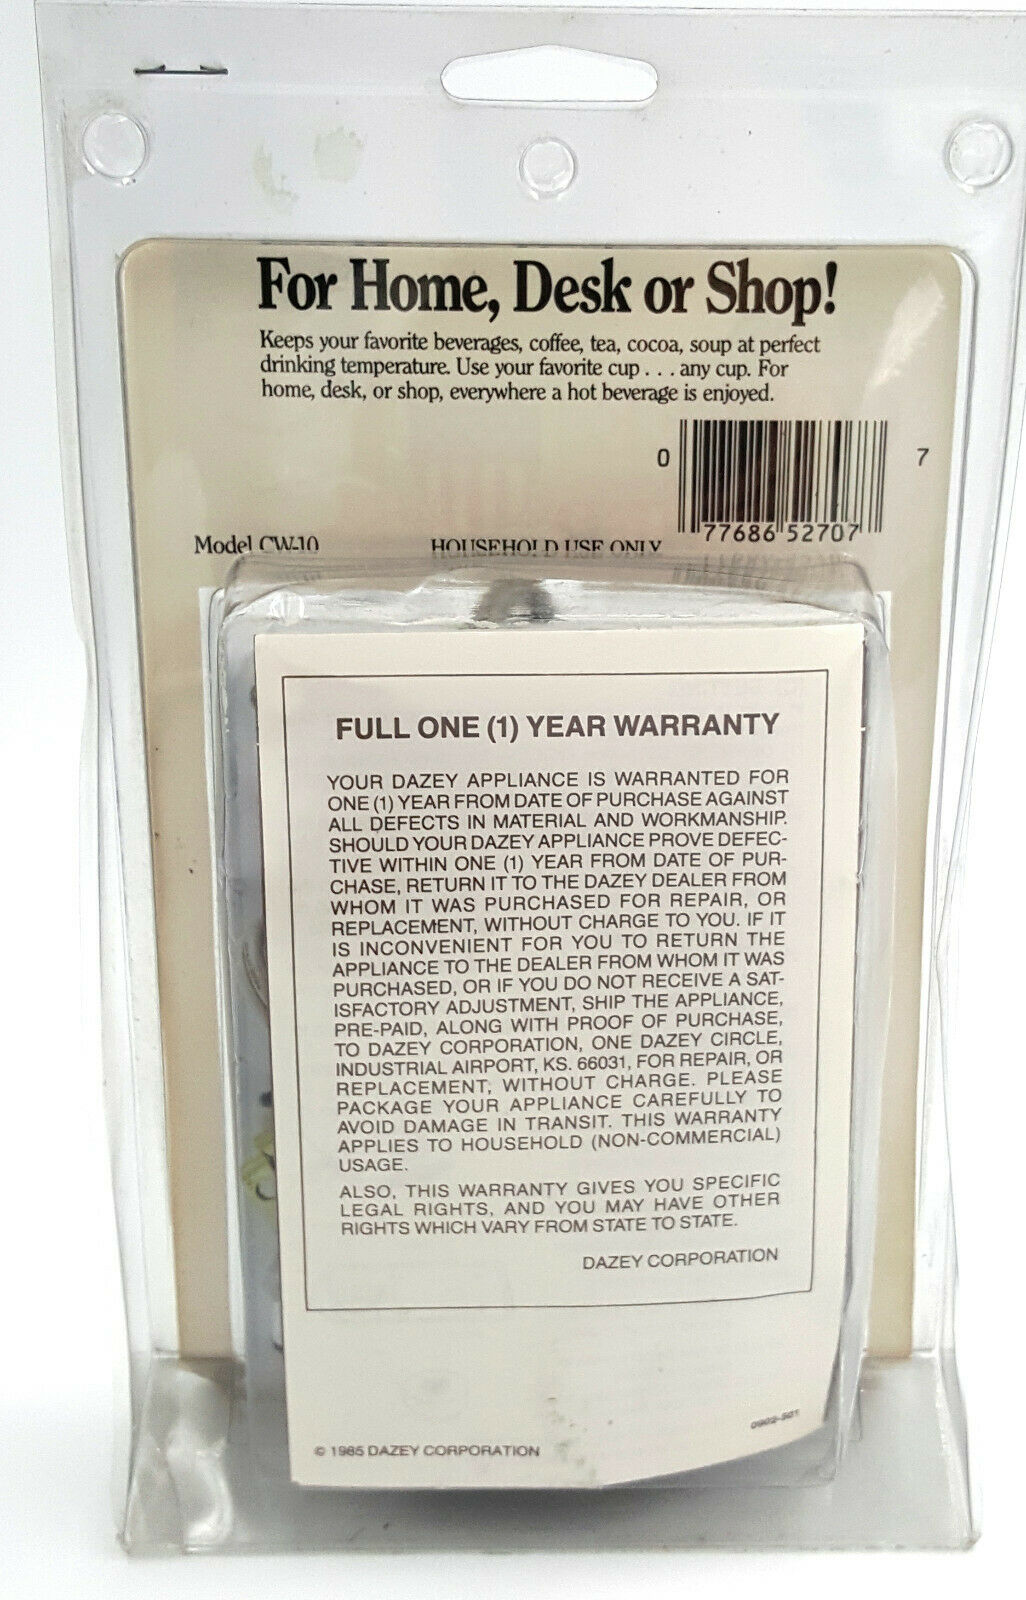 For Home, Desk or Shop!
Keeps your favorite beverages, coffee, tea, cocoa, soup at perfect
drinking temperature. Use your favorite cup . . . any cup. For
home, desk, or shop, everywhere a hot beverage is enjoyed.
0 77686 52707 7
Model CW-10 HOUSEHOLD USE ONLY
FULL ONE (1) YEAR WARRANTY
YOUR DAZEY APPLIANCE IS WARRANTED FOR
ONE (1) YEAR FROM DATE OF PURCHASE AGAINST
ALL DEFECTS IN MATERIAL AND WORKMANSHIP.
SHOULD YOUR DAZEY APPLIANCE PROVE DEFEC-
TIVE WITHIN ONE (1) YEAR FROM DATE OF PUR-
CHASE, RETURN IT TO THE DAZEY DEALER FROM
WHOM IT WAS PURCHASED FOR REPAIR, OR
REPLACEMENT, WITHOUT CHARGE TO YOU. IF IT
IS INCONVENIENT FOR YOU TO RETURN THE
APPLIANCE TO THE DEALER FROM WHOM IT WAS
PURCHASED, OR IF YOU DO NOT RECEIVE A SAT-
ISFACTORY ADJUSTMENT, SHIP THE APPLIANCE,
PRE-PAID, ALONG WITH PROOF OF PURCHASE,
TO DAZEY CORPORATION, ONE DAZEY CIRCLE,
INDUSTRIAL AIRPORT, KS. 66031, FOR REPAIR, OR
REPLACEMENT, WITHOUT CHARGE. PLEASE
PACKAGE YOUR APPLIANCE CAREFULLY TO
AVOID DAMAGE IN TRANSIT. THIS WARRANTY
APPLIES TO HOUSEHOLD (NON-COMMERCIAL)
USAGE.
ALSO, THIS WARRANTY GIVES YOU SPECIFIC
LEGAL RIGHTS, AND YOU MAY HAVE OTHER
RIGHTS WHICH VARY FROM STATE TO STATE.
DAZEY CORPORATION
0902-501
© 1985 DAZEY CORPORATION